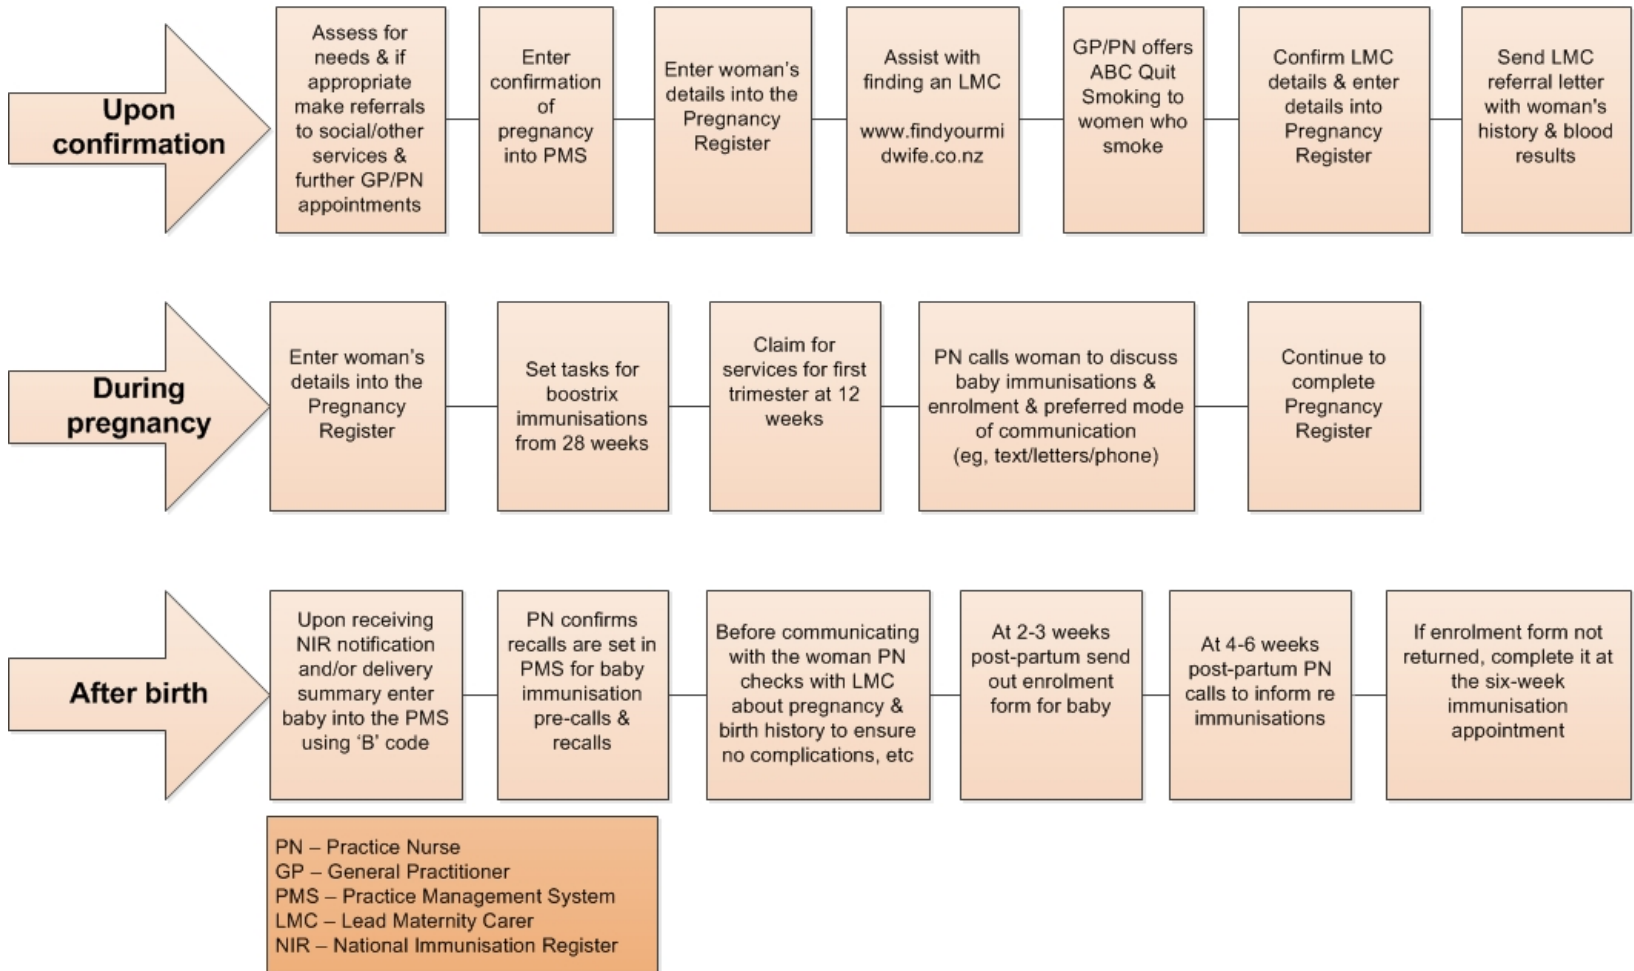 Upon
confirmation
Assess for
needs & if
appropriate
make referrals
to social/other
services &
further GP/PN
appointments
Enter
confirmation
of
pregnancy
into PMS
Enter woman's
details into the
Pregnancy
Register
Assist with
finding an LMC
www.findyourmi
dwife.co.nz
GP/PN offers
ABC Quit
Smoking to
women who
smoke
Confirm LMC
details & enter
details into
Pregnancy
Register
Send LMC
referral letter
with woman's
history & blood
results
During
pregnancy
Enter woman's
details into the
Pregnancy
Register
Set tasks for
boostrix
immunisations
from 28 weeks
Claim for
services for first
trimester at 12
weeks
PN calls woman to discuss
baby immunisations &
enrolment & preferred mode
of communication
(eg, text/letters/phone)
Continue to
complete
Pregnancy
Register
After birth
Upon receiving
NIR notification
and/or delivery
summary enter
baby into the PMS
using ‘B’ code
PN confirms
recalls are set in
PMS for baby
immunisation
pre-calls &
recalls
Before communicating
with the woman PN
checks with LMC
about pregnancy &
birth history to ensure
no complications, etc
At 2-3 weeks
post-partum send
out enrolment
form for baby
At 4-6 weeks
post-partum PN
calls to inform re
immunisations
If enrolment form not
returned, complete it at
the six-week
immunisation
appointment
PN – Practice Nurse
GP – General Practitioner
PMS – Practice Management System
LMC – Lead Maternity Carer
NIR – National Immunisation Register